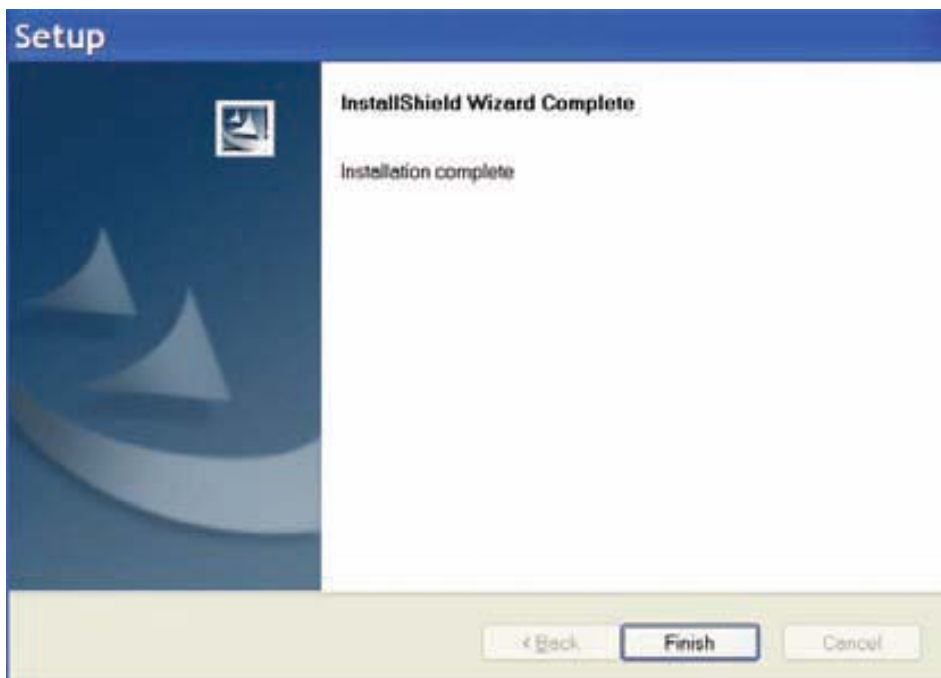 Setup
InstallShield Wizard Complete
Installation complete
< Back
Finish
Cancel